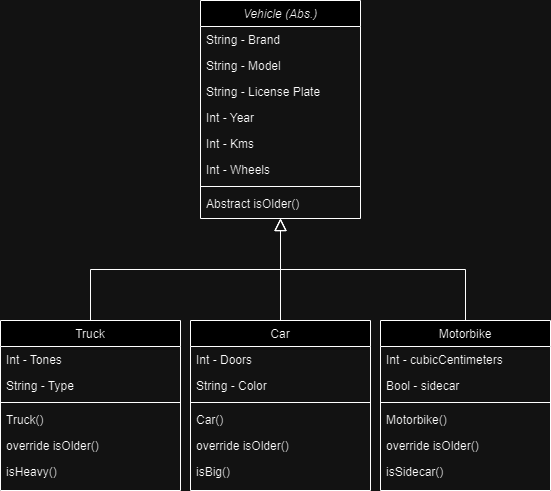 Vehicle (Abs.)
String - Brand
String - Model
String - License Plate
Int - Year
Int - Kms
Int - Wheels
Abstract isOlder()
Truck
Int - Tones
String - Type
Truck()
override isOlder()
isHeavy()
Car
Int - Doors
String - Color
Car()
override isOlder()
isBig()
Motorbike
Int - cubicCentimeters
Bool - sidecar
Motorbike()
override isOlder()
isSidecar()